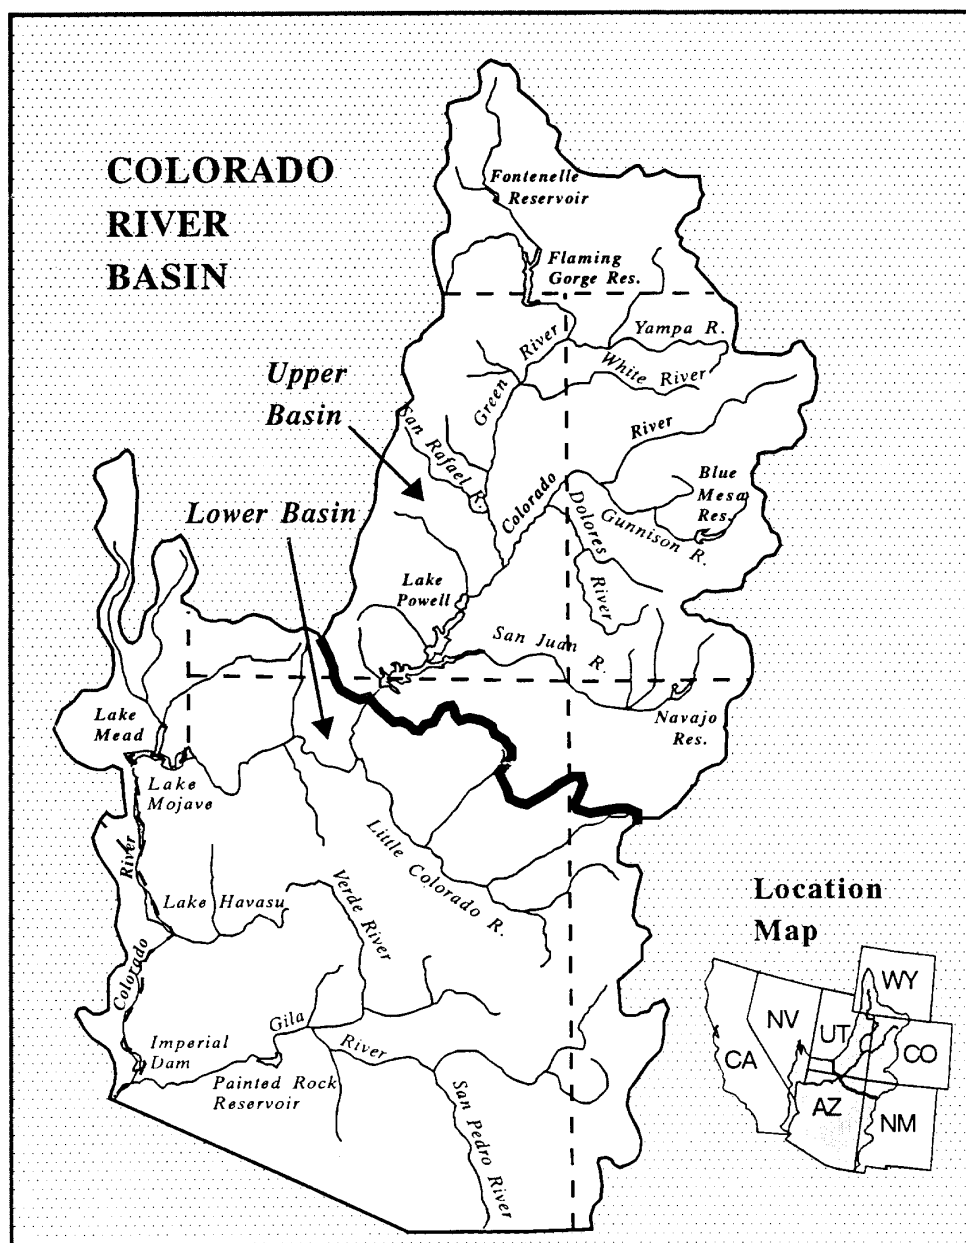 COLORADO
RIVER
BASIN
Fontenelle
Reservoir
Flaming
Gorge Res.
Yampa R.
White River
Green River
Upper
Basin
San Rafael R.
Colorado River
Blue
Mesa
Res.
Gunnison R.
Dolores River
Lower Basin
Lake
Powell
San Juan R.
Navajo
Res.
Lake
Mead
Lake
Mojave
Little Colorado R.
Verde River
Lake Havasu
Colorado River
Gila River
Imperial
Dam
Painted Rock
Reservoir
San Pedro River
Location
Map
WY
NV
UT
CO
CA
AZ
NM